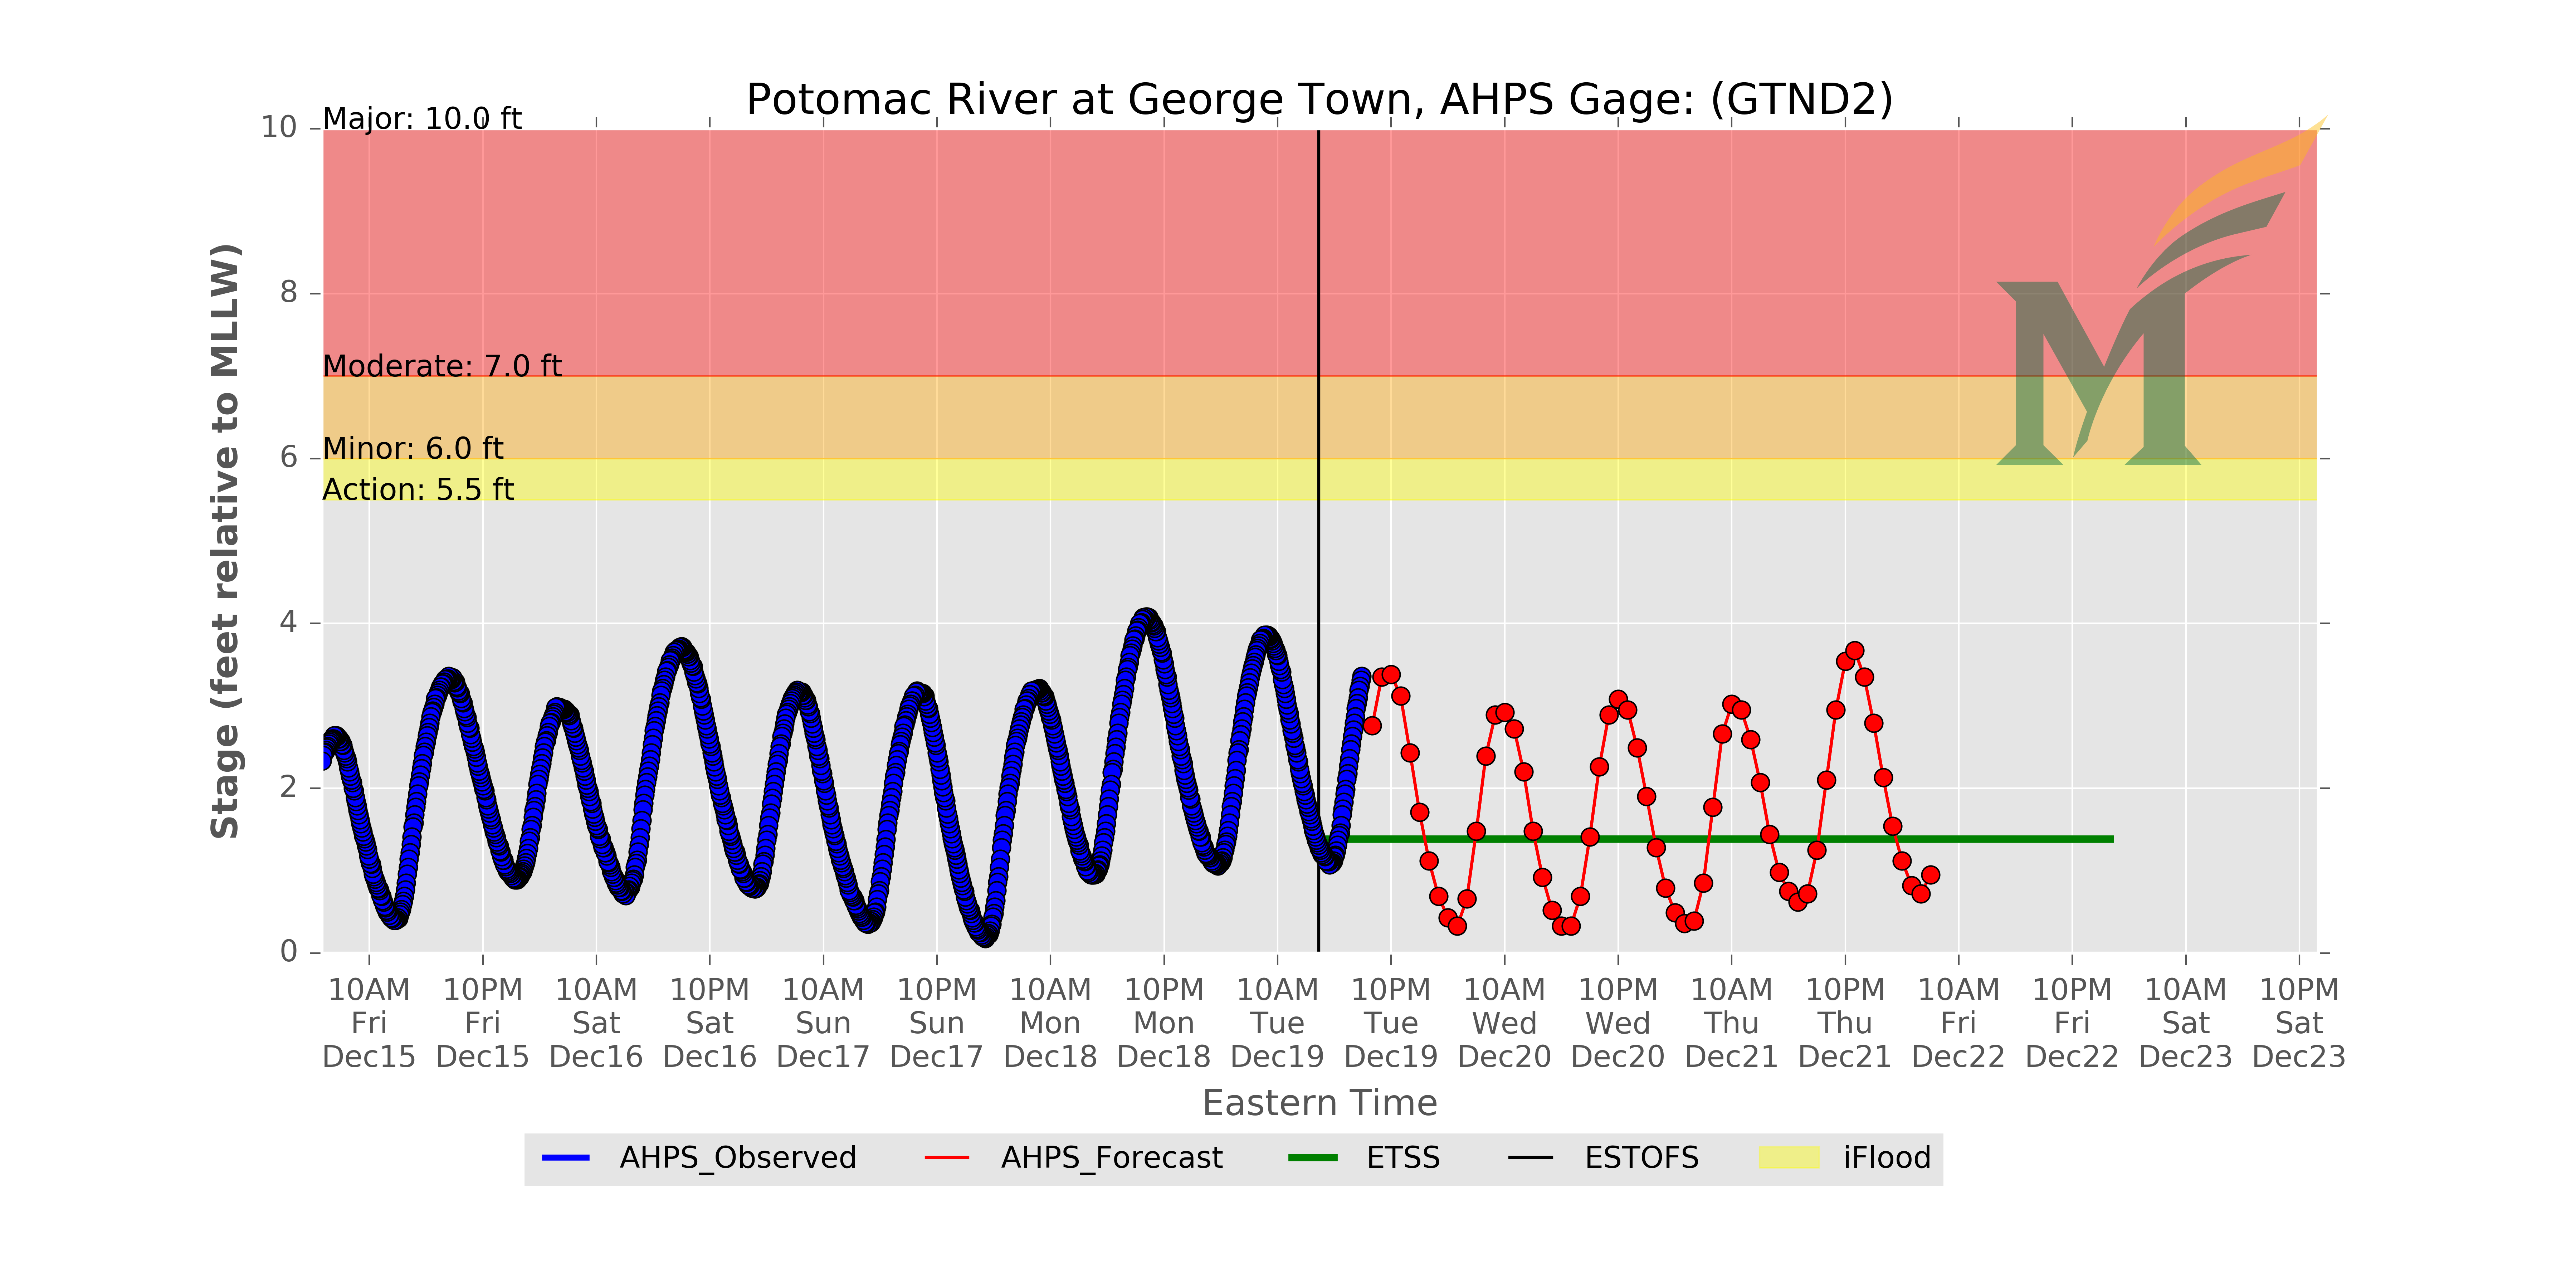 Potomac River at George Town, AHPS Gage: (GTND2)
Major: 10.0 ft
Moderate: 7.0 ft
Minor: 6.0 ft
Action: 5.5 ft
Stage (feet relative to MLLW)
10
8
6
4
2
0
10AM 10PM 10AM 10PM 10AM 10PM 10AM 10PM 10AM 10PM 10AM 10PM 10AM 10PM 10AM 10PM 10AM 10PM
Fri Fri Sat Sat Sun Sun Mon Mon Tue Tue Wed Wed Thu Thu Fri Fri Sat Sat
Dec15 Dec15 Dec16 Dec16 Dec17 Dec17 Dec18 Dec18 Dec19 Dec19 Dec20 Dec20 Dec21 Dec21 Dec22 Dec22 Dec23 Dec23
Eastern Time
AHPS_Observed AHPS_Forecast ETSS ESTOFS iFlood